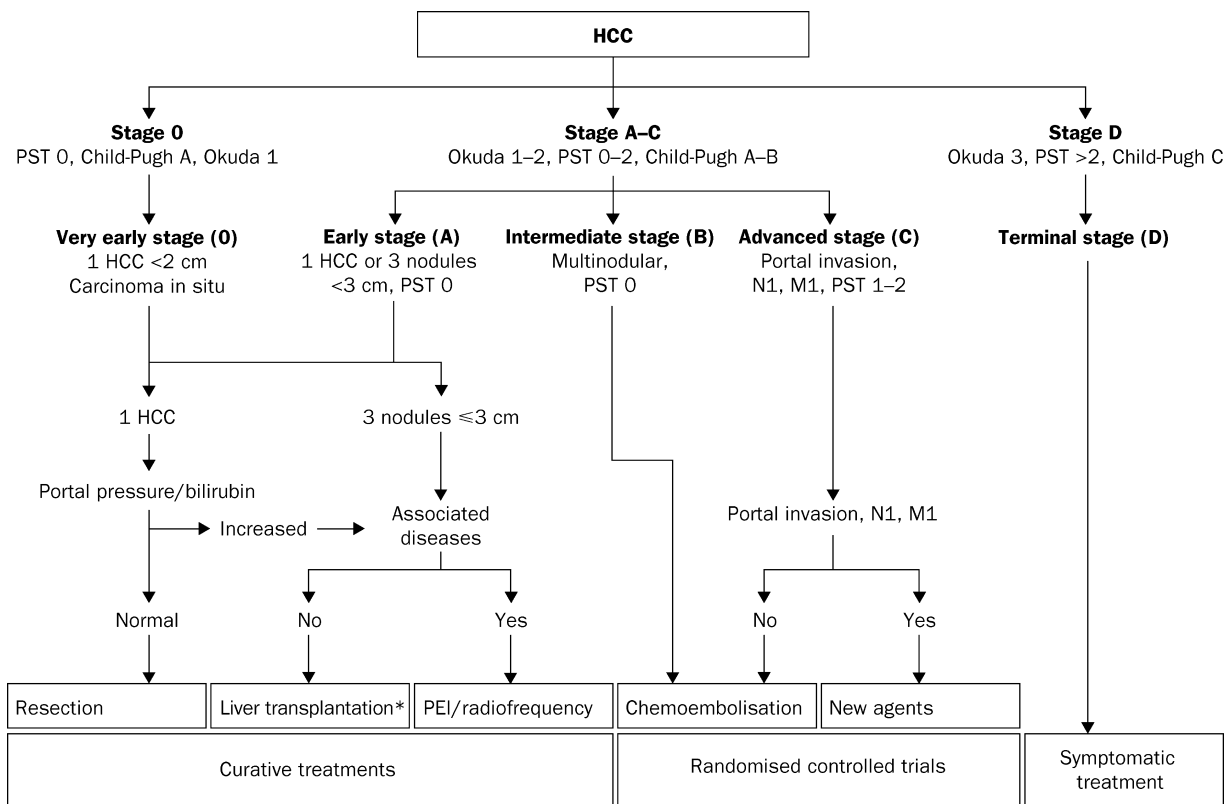 HCC
Stage 0
PST 0, Child-Pugh A, Okuda 1
Stage A–C
Okuda 1–2, PST 0–2, Child-Pugh A–B
Stage D
Okuda 3, PST >2, Child-Pugh C
Very early stage (0)
1 HCC <2 cm
Carcinoma in situ
Early stage (A)
1 HCC or 3 nodules
<3 cm, PST 0
Intermediate stage (B)
Multinodular,
PST 0
Advanced stage (C)
Portal invasion,
N1, M1, PST 1–2
Terminal stage (D)
1 HCC
3 nodules ⩽3 cm
Portal pressure/bilirubin
Increased
Associated
diseases
Portal invasion, N1, M1
Normal
No
Yes
No
Yes
Resection
Liver transplantation*
PEI/radiofrequency
Chemoembolisation
New agents
Curative treatments
Randomised controlled trials
Symptomatic
treatment